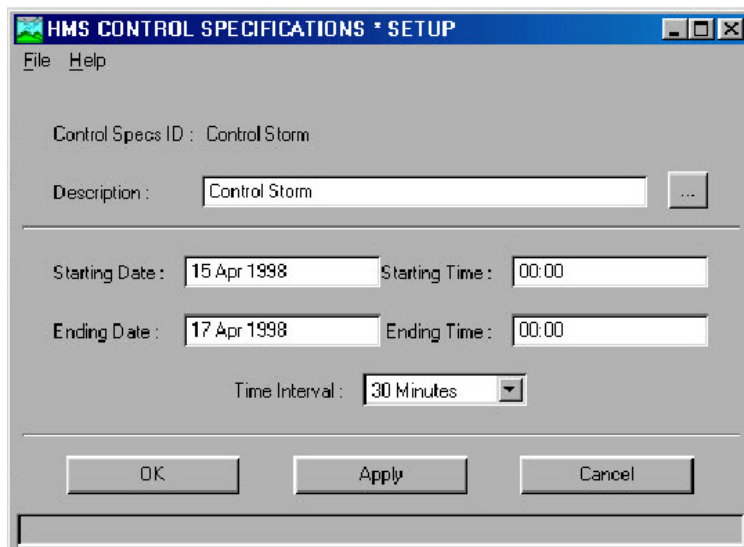 HMS CONTROL SPECIFICATIONS * SETUP
File Help
Control Specs ID : Control Storm
Description : Control Storm ...
Starting Date : 15 Apr 1998 Starting Time : 00:00
Ending Date : 17 Apr 1998 Ending Time : 00:00
Time Interval : 30 Minutes
OK Apply Cancel